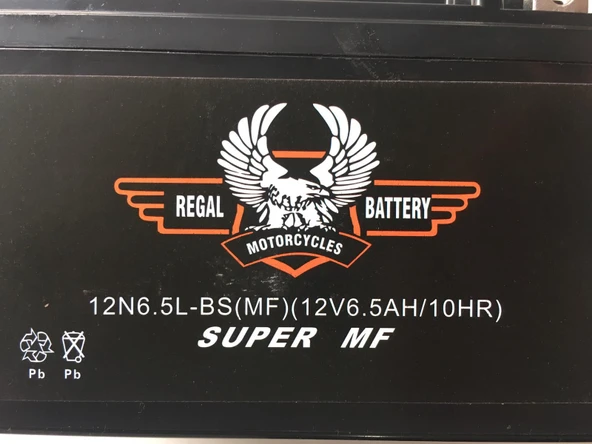 REGAL BATTERY
MOTORCYCLES
12N6.5L-BS(MF)(12V6.5AH/10HR)
SUPER MF
Pb Pb